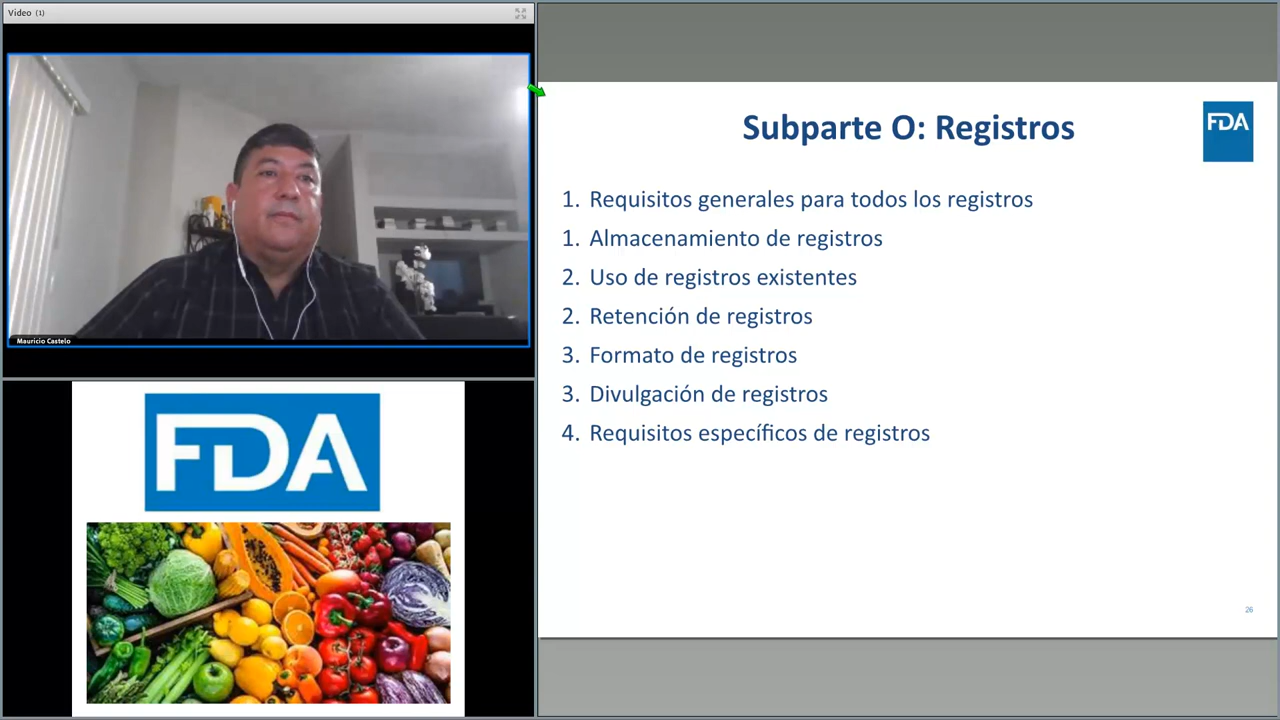 Video (1)
Mauricio Castelo
FDA
Subparte O: Registros
FDA
1. Requisitos generales para todos los registros
1. Almacenamiento de registros
2. Uso de registros existentes
2. Retención de registros
3. Formato de registros
3. Divulgación de registros
4. Requisitos específicos de registros
26